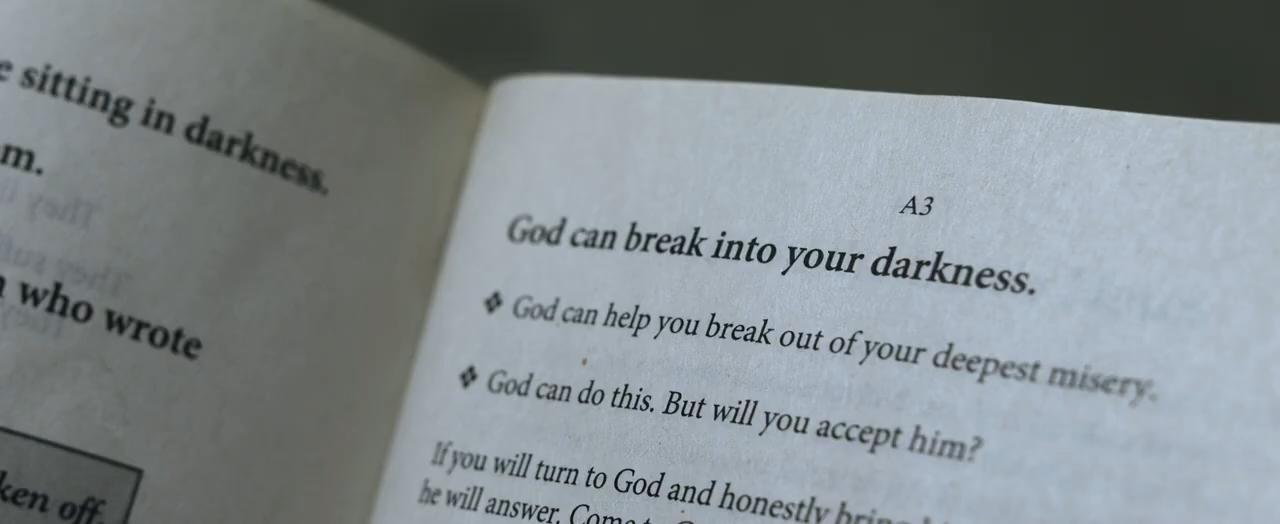 sitting in darkness.
m.
who wrote
ken off.
A3
God can break into your darkness.
❖ God can help you break out of your deepest misery.
❖ God can do this. But will you accept him?
If you will turn to God and honestly
he will answer. Come